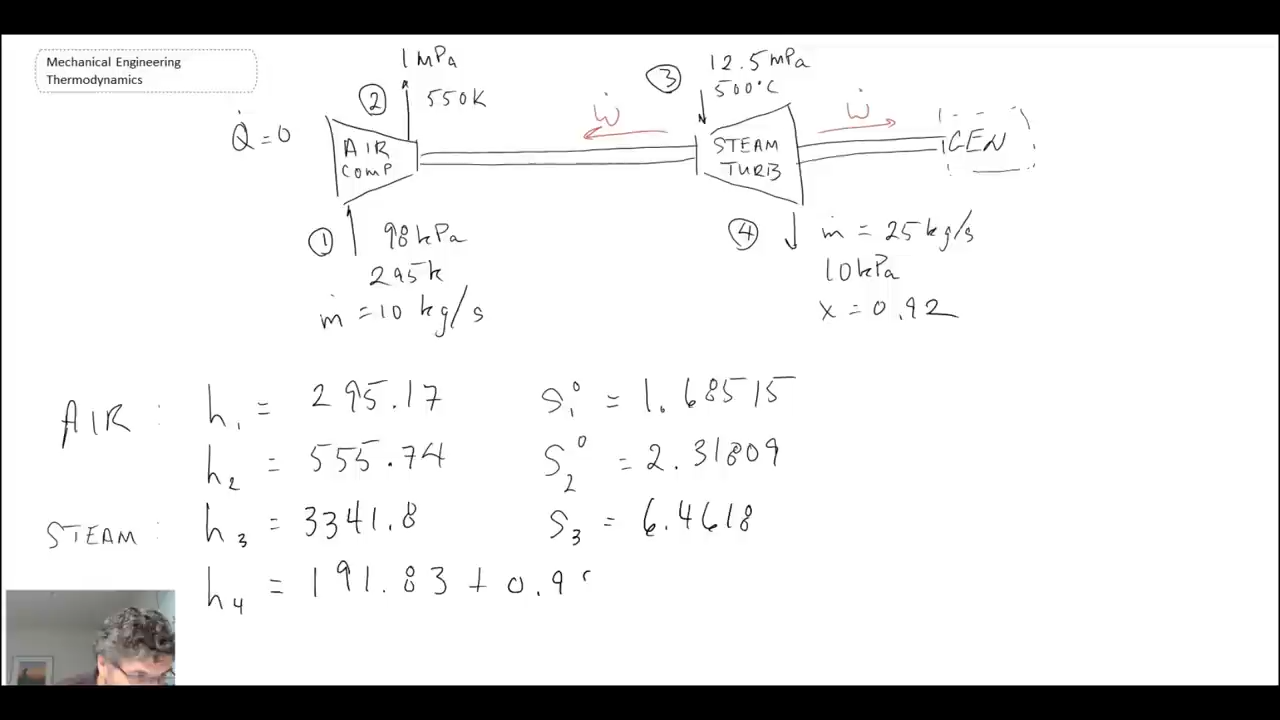 Mechanical Engineering
Thermodynamics
1 MPa
②
550K
Q̇ = 0
AIR
COMP
①
98 kPa
295K
ṁ = 10 kg/s
Ẇ
③
12.5 MPa
500°C
STEAM
TURB
Ẇ
GEN
④
ṁ = 25 kg/s
10 kPa
x = 0.92
AIR : h₁ = 295.17 s₁° = 1.68515
h₂ = 555.74 s₂° = 2.31809
STEAM : h₃ = 3341.8 s₃ = 6.4618
h₄ = 191.83 + 0.9